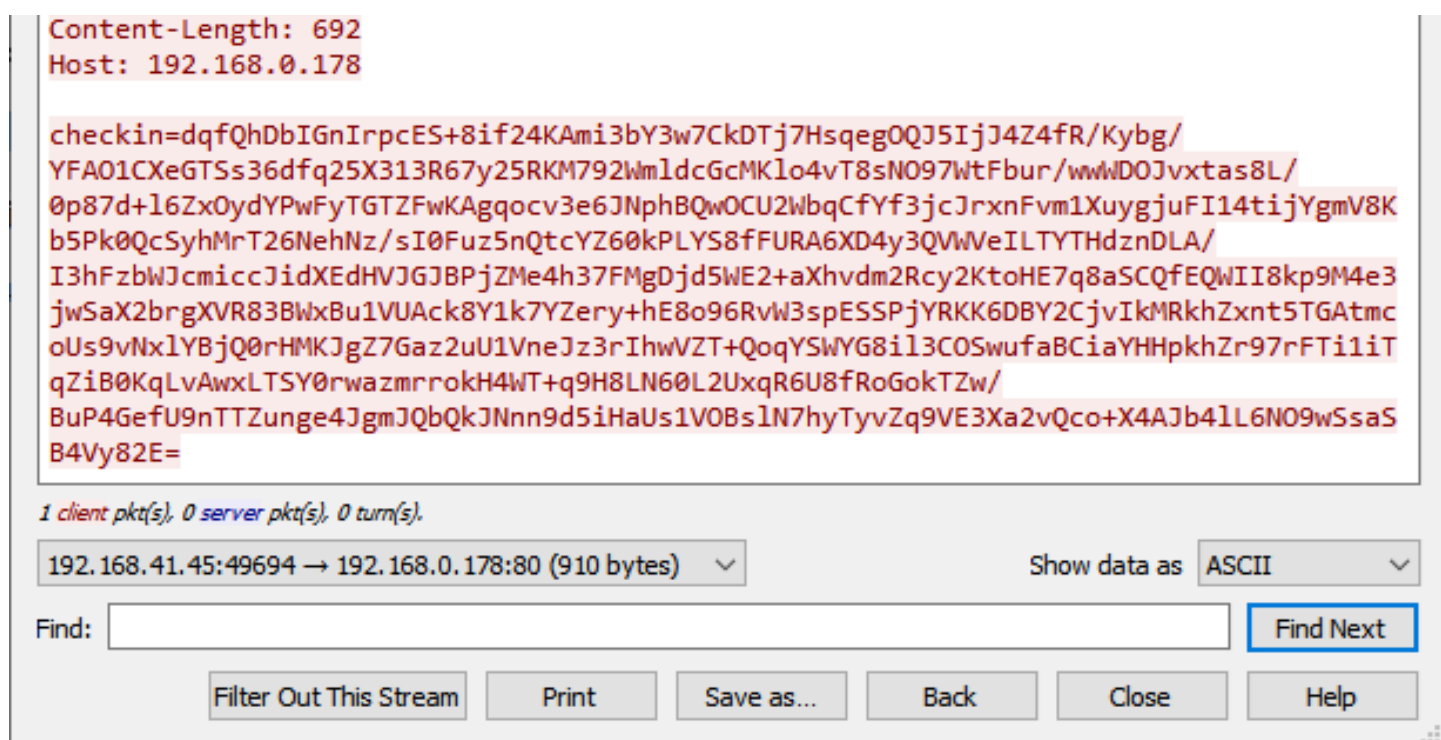 Content-Length: 692
Host: 192.168.0.178
checkin=dqfQhDbIGnIrpcES+8if24KAmi3bY3w7CkDTj7HsqegOQJ5IjJ4Z4fR/Kybg/
YFAO1CXeGTSs36dfq25X313R67y25RKM792WmldcGcMKlo4vT8sNO97WtFbur/wwWDOJvxtas8L/
0p87d+l6ZxOydYPwFyTGTZFwKAgqocv3e6JNphBQwOCU2WbqCfYf3jcJrxnFvm1XuygjuFI14tijYgmV8K
b5Pk0QcSyhMrT26NehNz/sI0Fuz5nQtcYZ60kPLYS8fFURA6XD4y3QVWVeILTYTHdznDLA/
I3hFzbWJcmiccJidXEdHVJGJBPjZMe4h37FMgDjd5WE2+aXhvdm2Rcy2KtoHE7q8aSCQfEQWII8kp9M4e3
jwSaX2brgXVR83BWxBu1VUAck8Y1k7YZery+hE8o96RvW3spESSPjYRKK6DBY2CjvIkMRkhZxnt5TGAtmc
oUs9vNxlYBjQ0rHMKJgZ7Gaz2uU1VneJz3rIhwVZT+QoqYSWYG8il3COSwufaBCiaYHHpkhZr97rFTi1iT
qZiB0KqLvAwxLTSY0rwazmrrokH4WT+q9H8LN60L2UxqR6U8fRoGokTZw/
BuP4GefU9nTTZunge4JgmJQbQkJNnn9d5iHaUs1VOBslN7hyTyvZq9VE3Xa2vQco+X4AJb4lL6NO9wSsaS
B4Vy82E=
1 client pkt(s), 0 server pkt(s), 0 turn(s).
192.168.41.45:49694 → 192.168.0.178:80 (910 bytes)
Show data as ASCII
Find:
Find Next
Filter Out This Stream
Print
Save as...
Back
Close
Help